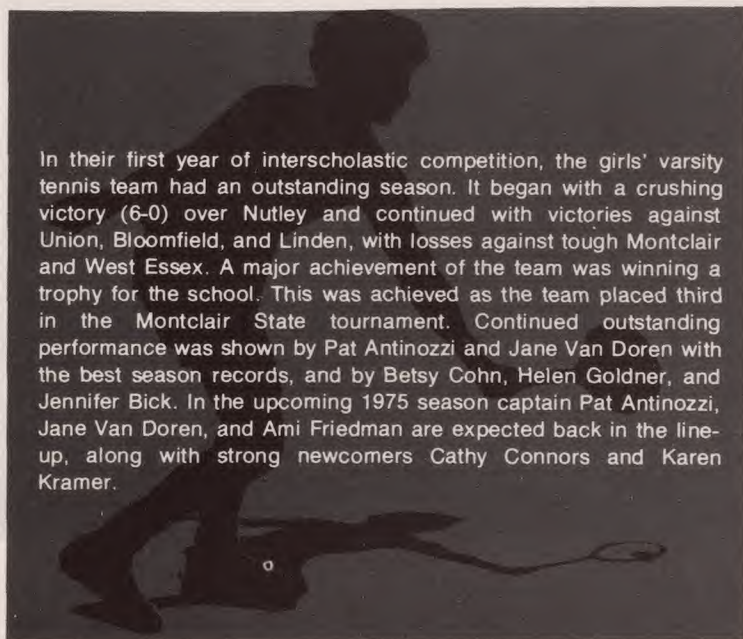 In their first year of interscholastic competition, the girls' varsity
tennis team had an outstanding season. It began with a crushing
victory (6-0) over Nutley and continued with victories against
Union, Bloomfield, and Linden, with losses against tough Montclair
and West Essex. A major achievement of the team was winning a
trophy for the school. This was achieved as the team placed third
in the Montclair State tournament. Continued outstanding
performance was shown by Pat Antinozzi and Jane Van Doren with
the best season records, and by Betsy Cohn, Helen Goldner, and
Jennifer Bick. In the upcoming 1975 season captain Pat Antinozzi,
Jane Van Doren, and Ami Friedman are expected back in the line-
up, along with strong newcomers Cathy Connors and Karen
Kramer.